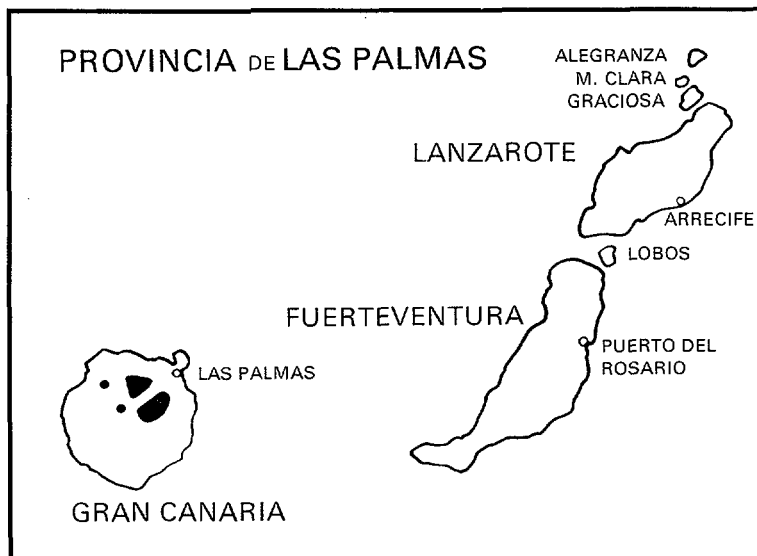 PROVINCIA DE LAS PALMAS
ALEGRANZA
M. CLARA
GRACIOSA
LANZAROTE
ARRECIFE
LOBOS
FUERTEVENTURA
PUERTO DEL
ROSARIO
LAS PALMAS
GRAN CANARIA